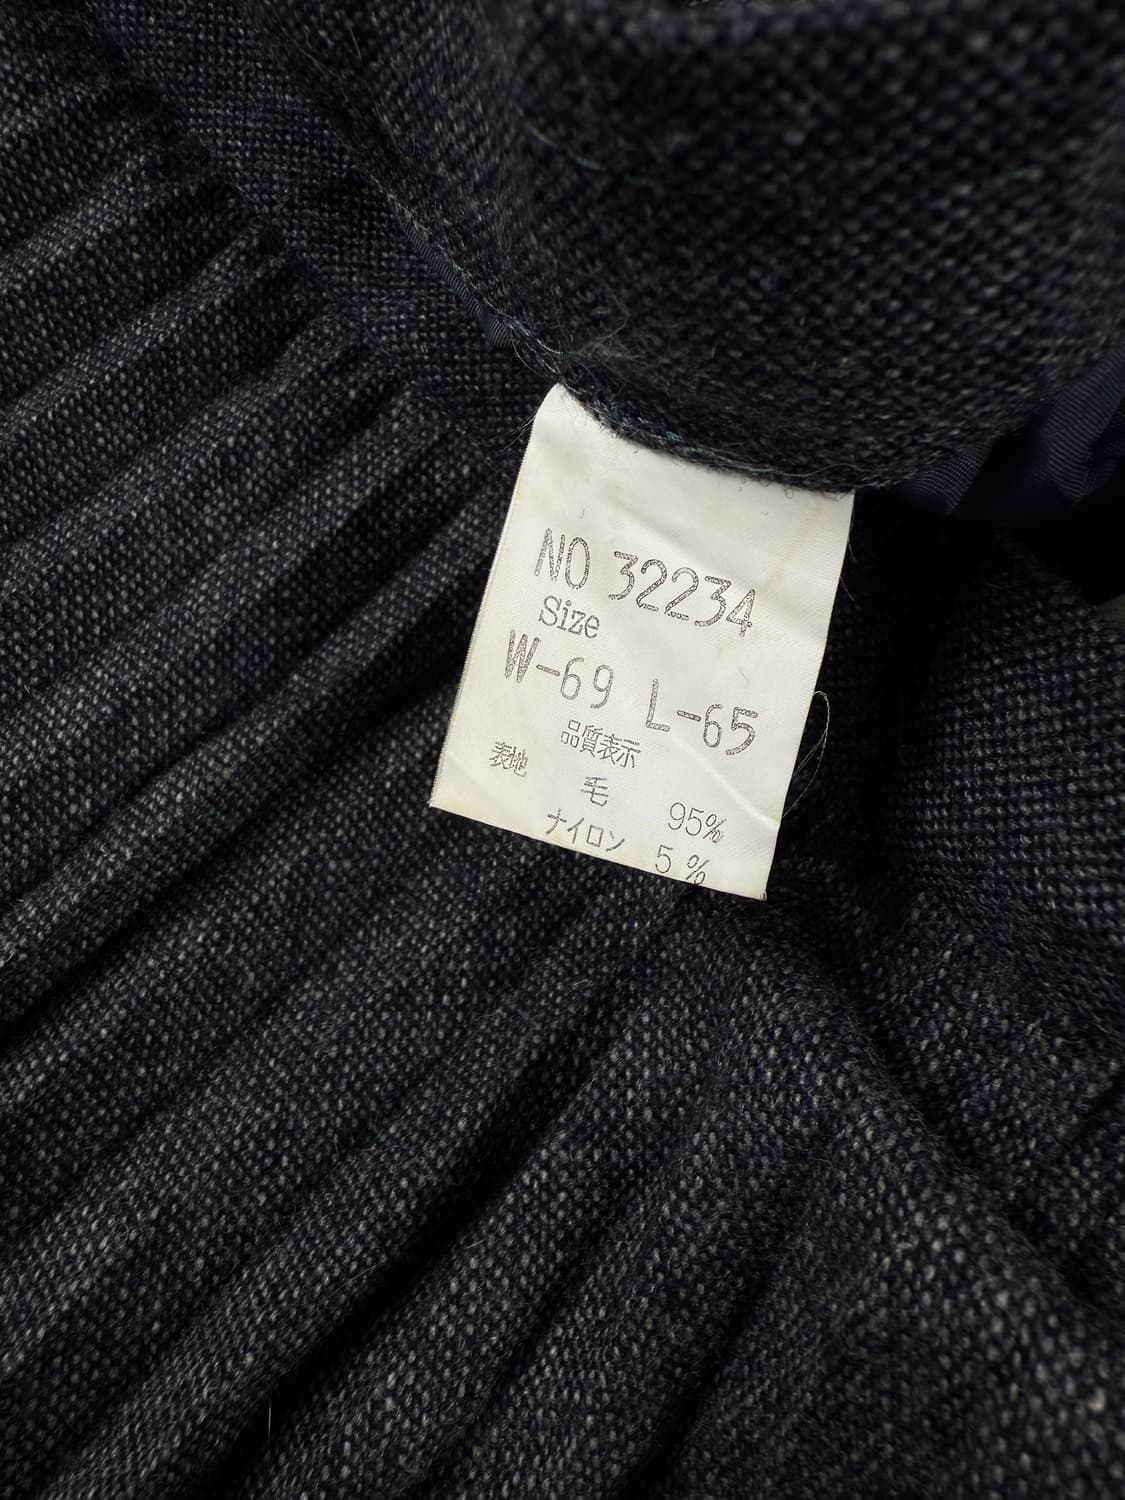 NO 32234
Size
W-69 L-65
品質表示
表地 毛 95%
ナイロン 5%